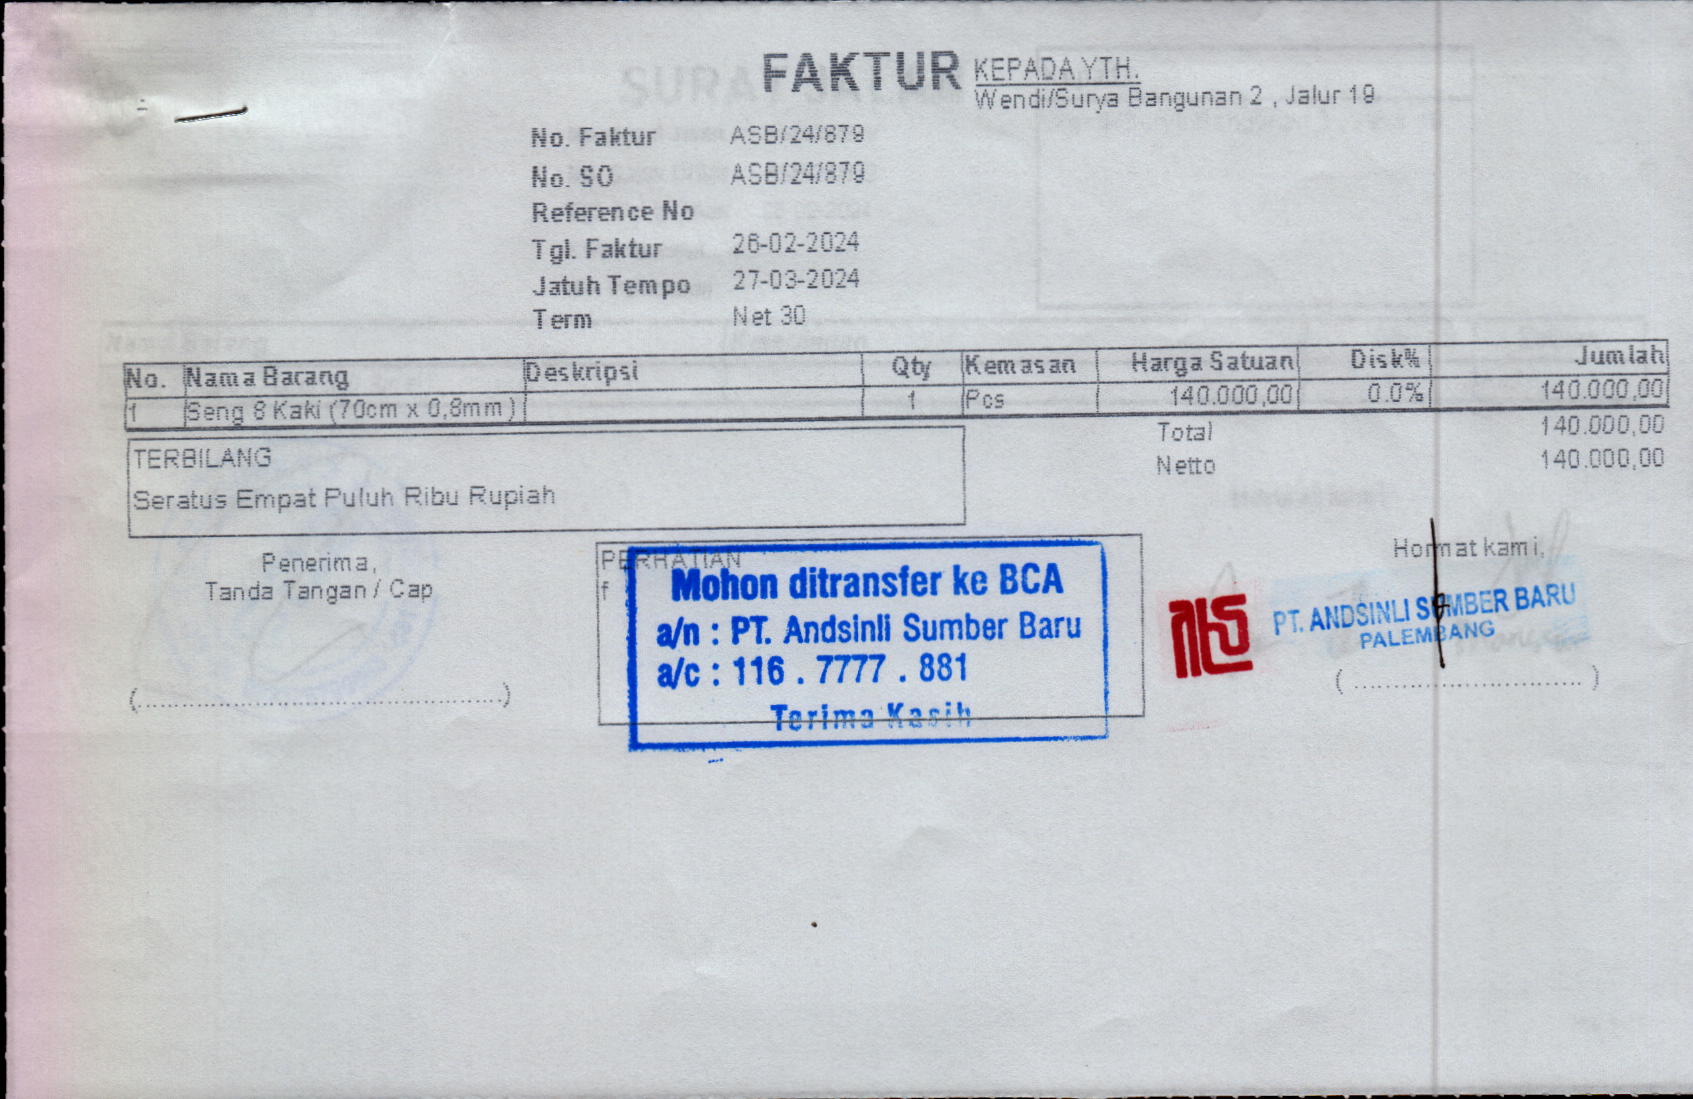 FAKTUR
KEPADA YTH.
Wendi/Surya Bangunan 2 , Jalur 19
No. Faktur ASB/24/879
No. SO ASB/24/879
Reference No
Tgl. Faktur 26-02-2024
Jatuh Tempo 27-03-2024
Term Net 30
No. Nama Barang Deskripsi Qty Kemasan Harga Satuan Disk% Jumlah
1 Seng 8 Kaki (70cm x 0,8mm) 1 Pcs 140.000,00 0.0% 140.000,00
Total 140.000,00
Netto 140.000,00
TERBILANG
Seratus Empat Puluh Ribu Rupiah
Penerima,
Tanda Tangan / Cap
(..................................................)
PERHATIAN
f
Mohon ditransfer ke BCA
a/n : PT. Andsinli Sumber Baru
a/c : 116 . 7777 . 881
Terima Kasih
Hormat kami,
PT. ANDSINLI SUMBER BARU
PALEMBANG
( ................................ )